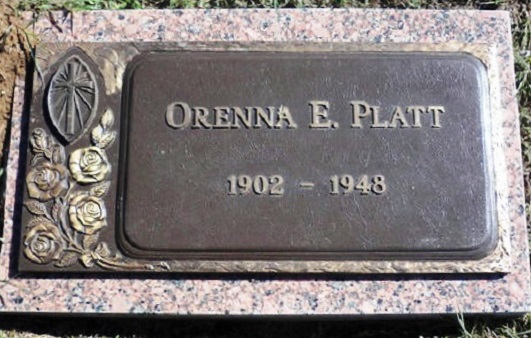 ORENNA E. PLATT
1902 – 1948